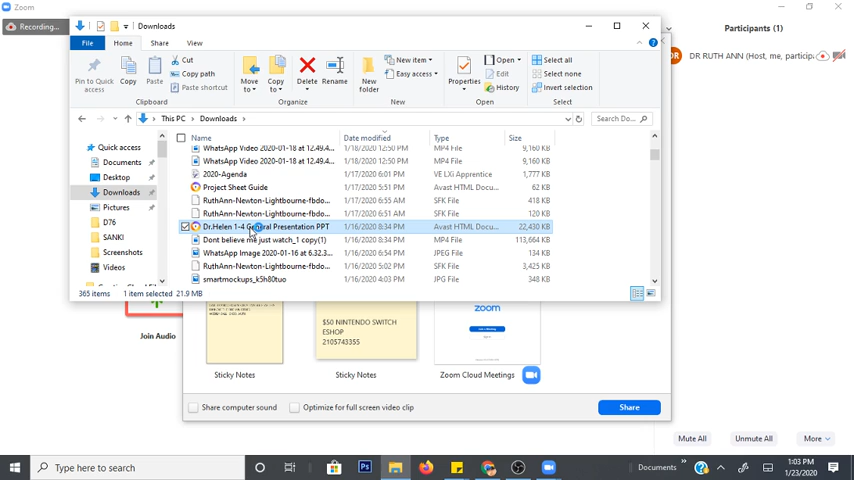 Zoom
Recording...
Downloads
File Home Share View
Pin to Quick access
Copy
Paste
Cut
Copy path
Paste shortcut
Clipboard
Move to
Copy to
Delete
Rename
Organize
New folder
New item
Easy access
New
Properties
Open
Edit
History
Open
Select all
Select none
Invert selection
Select
This PC > Downloads >
Search Do...
Quick access
Documents
Desktop
Downloads
Pictures
D76
SANKI
Screenshots
Videos
Name Date modified Type Size
WhatsApp Video 2020-01-18 at 12.49.4... 1/18/2020 12:50 PM MP4 File 9,160 KB
WhatsApp Video 2020-01-18 at 12.49.4... 1/18/2020 12:50 PM MP4 File 9,160 KB
2020-Agenda 1/17/2020 6:01 PM VE LXi Apprentice 1,777 KB
Project Sheet Guide 1/17/2020 5:51 PM Avast HTML Docu... 62 KB
RuthAnn-Newton-Lightbourne-fbdo... 1/17/2020 6:55 AM SFK File 418 KB
RuthAnn-Newton-Lightbourne-fbdo... 1/17/2020 6:51 AM SFK File 120 KB
Dr.Helen 1-4 General Presentation PPT 1/16/2020 8:34 PM Avast HTML Docu... 22,430 KB
Dont believe me just watch_1 copy(1) 1/16/2020 8:34 PM MP4 File 113,664 KB
WhatsApp Image 2020-01-16 at 6.32.3... 1/16/2020 6:54 PM JPEG File 134 KB
RuthAnn-Newton-Lightbourne-fbdo... 1/16/2020 5:02 PM SFK File 3,425 KB
smartmockups_k5h80tuo 1/16/2020 4:03 PM JPG File 348 KB
365 items 1 item selected 21.9 MB
Participants (1)
DR RUTH ANN (Host, me, particip...
Join Audio
$50 NINTENDO SWITCH
ESHOP
2105743355
zoom
Sticky Notes
Sticky Notes
Zoom Cloud Meetings
Share computer sound
Optimize for full screen video clip
Share
Mute All Unmute All More
Type here to search
Ps
Documents
1:03 PM
1/23/2020